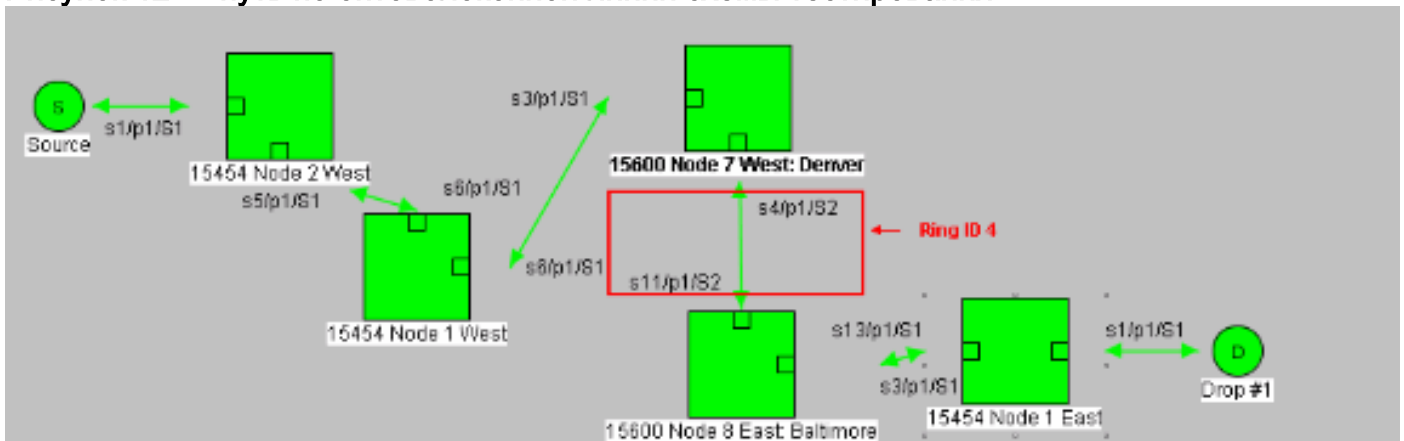 S
Source
s1/p1/S1
15454 Node 2 West
s5/p1/S1
s6/p1/S1
15454 Node 1 West
s3/p1/S1
s6/p1/S1
15600 Node 7 West: Denver
s4/p1/S2
Ring ID 4
s11/p1/S2
15600 Node 8 East: Baltimore
s13/p1/S1
s3/p1/S1
15454 Node 1 East
s1/p1/S1
D
Drop #1